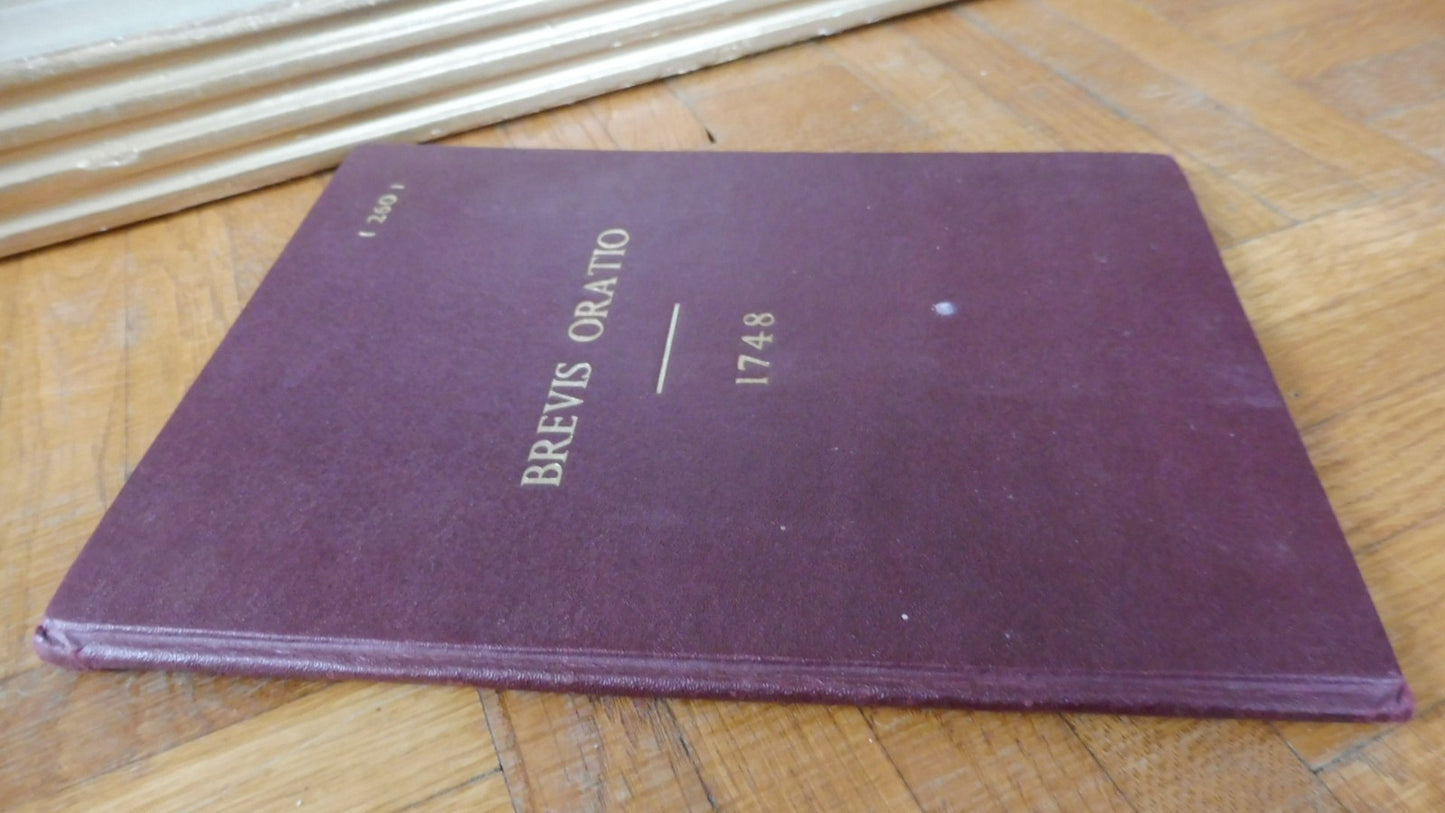 ( 260 )
BREVIS ORATIO
1748